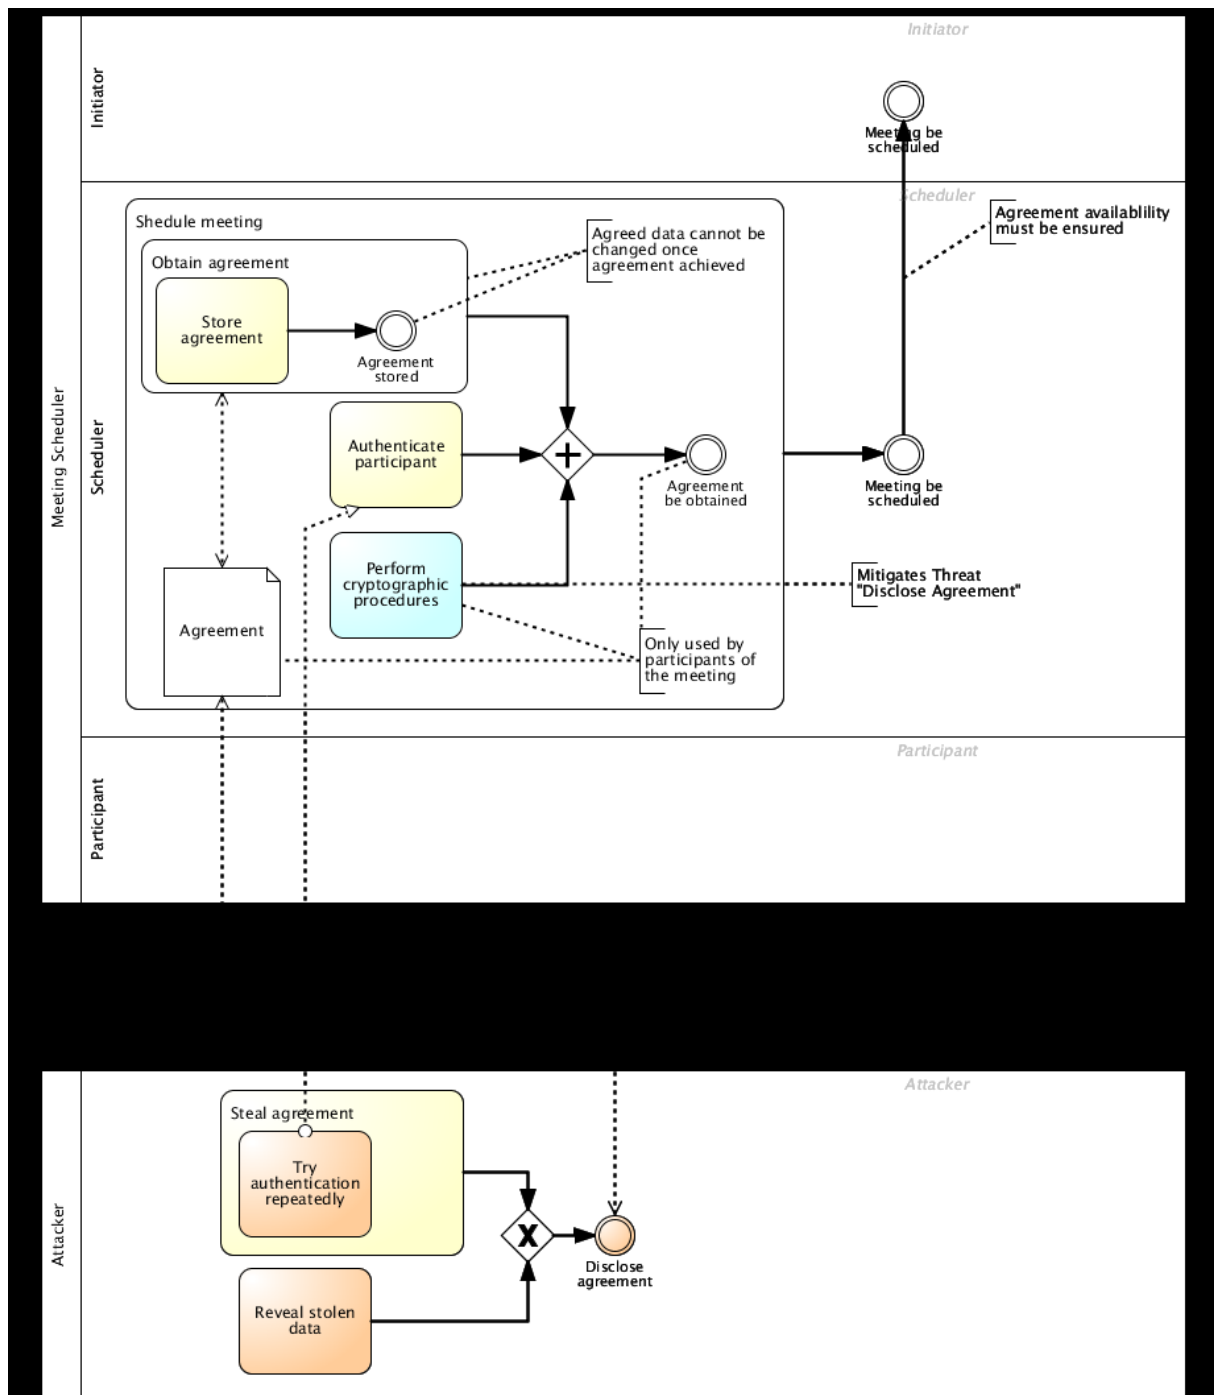 Initiator
Initiator
Meeting be
scheduled
Meeting Scheduler
Scheduler
Scheduler
Agreement availablility
must be ensured
Shedule meeting
Agreed data cannot be
changed once
agreement achieved
Obtain agreement
Store
agreement
Agreement
stored
Authenticate
participant
Agreement
be obtained
Meeting be
scheduled
Perform
cryptographic
procedures
Mitigates Threat
"Disclose Agreement"
Agreement
Only used by
participants of
the meeting
Participant
Participant
Attacker
Attacker
Steal agreement
Try
authentication
repeatedly
X
Disclose
agreement
Reveal stolen
data